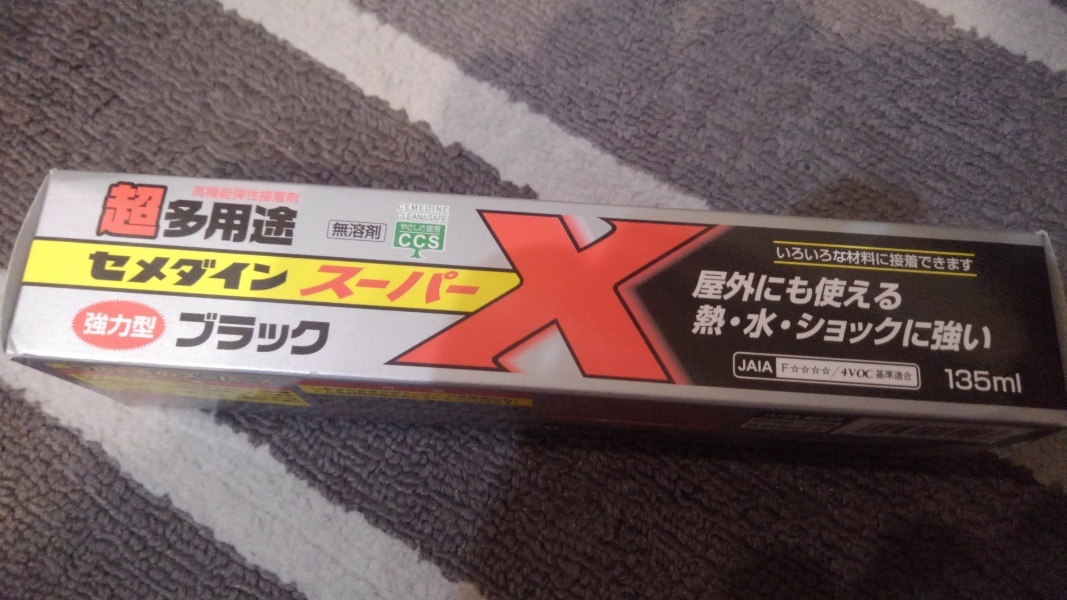 高機能弾性接着剤
超多用途
無溶剤
CEMEDINE
CLEAN&SAFE
やさしさ宣言
CCS
セメダイン スーパーX
強力型 ブラック
いろいろな材料に接着できます
屋外にも使える
熱・水・ショックに強い
JAIA F☆☆☆☆/4VOC基準適合
135ml